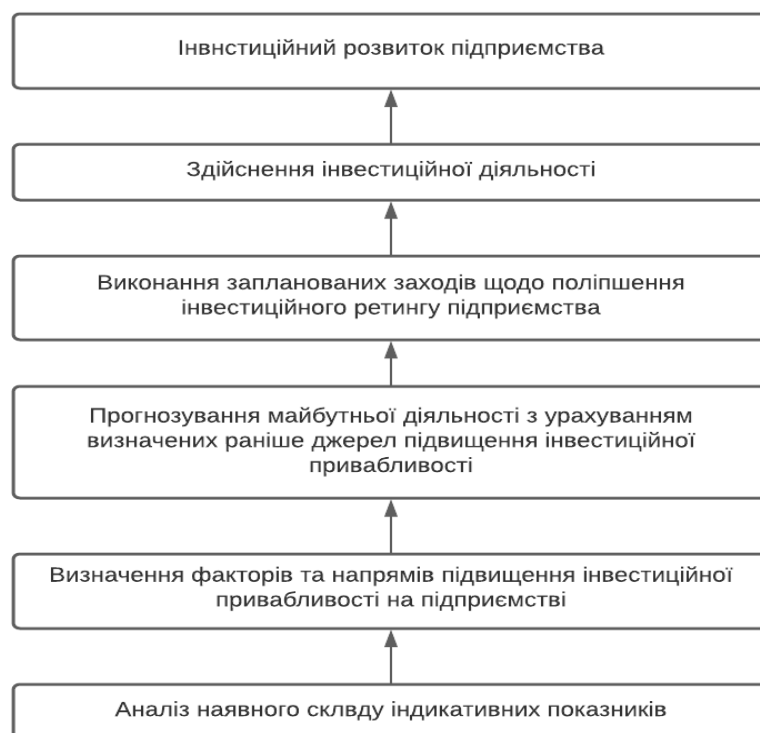 Інвнстиційний розвиток підприємства
Здійснення інвестиційної діяльності
Виконання запланованих заходів щодо поліпшення
інвестиційного ретингу підприємства
Прогнозування майбутньої діяльності з урахуванням
визначених раніше джерел підвищення інвестиційної
привабливості
Визначення факторів та напрямів підвищення інвестиційної
привабливості на підприємстві
Аналіз наявного склвду індикативних показників